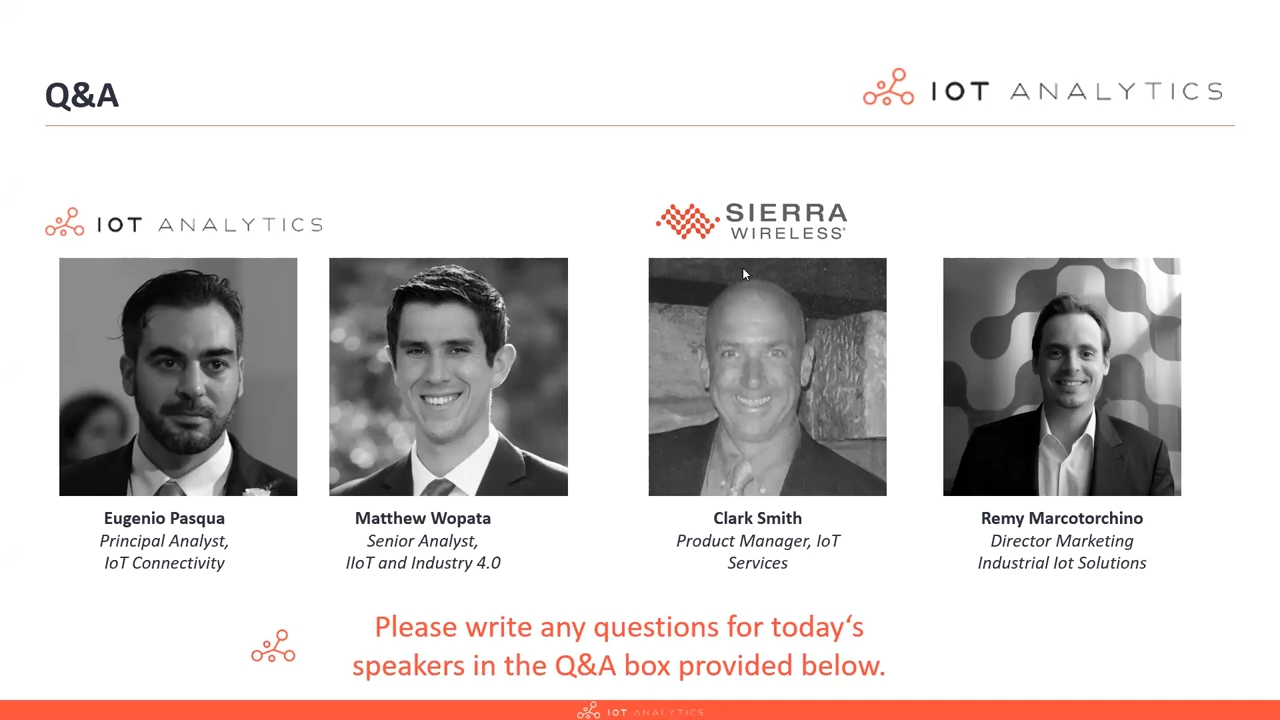 Q&A
IOT ANALYTICS
IOT ANALYTICS
SIERRA
WIRELESS®
Eugenio Pasqua
Principal Analyst,
IoT Connectivity
Matthew Wopata
Senior Analyst,
IIoT and Industry 4.0
Clark Smith
Product Manager, IoT
Services
Remy Marcotorchino
Director Marketing
Industrial Iot Solutions
Please write any questions for today‘s
speakers in the Q&A box provided below.
IOT ANALYTICS